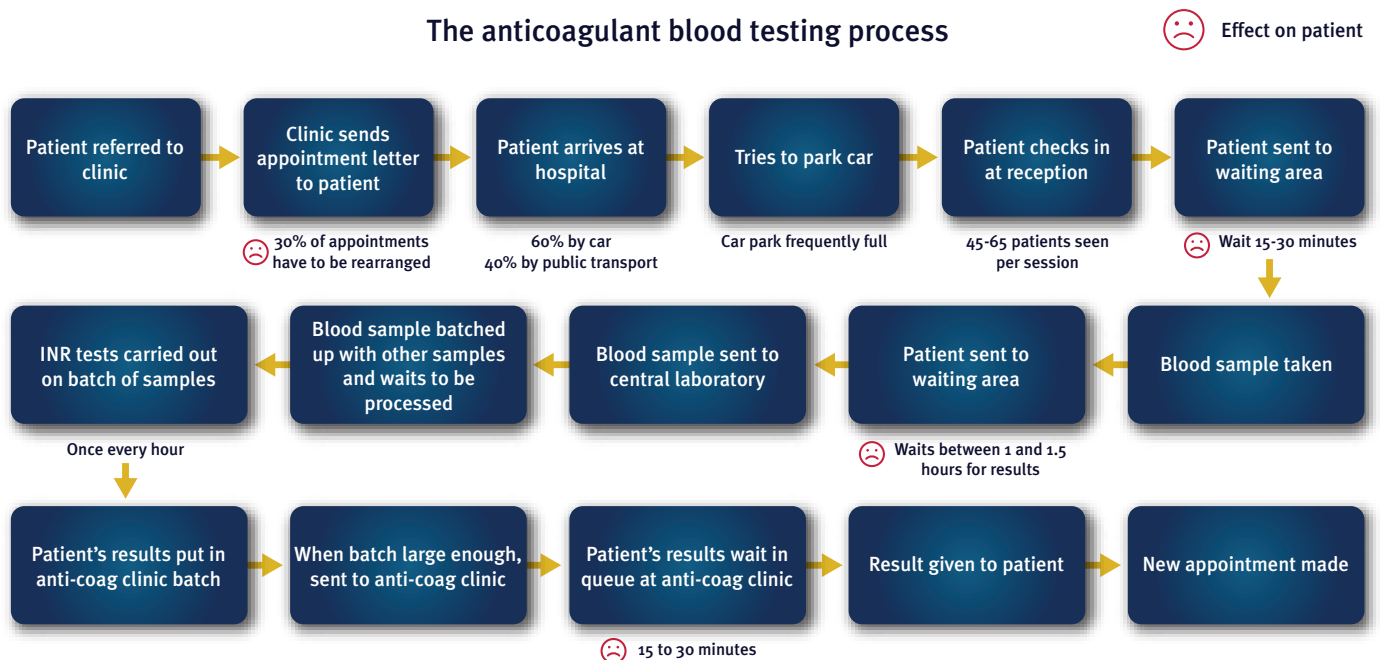 The anticoagulant blood testing process
Effect on patient
Patient referred to
clinic
Clinic sends
appointment letter
to patient
Patient arrives at
hospital
Tries to park car
Patient checks in
at reception
Patient sent to
waiting area
30% of appointments
have to be rearranged
60% by car
40% by public transport
Car park frequently full
45-65 patients seen
per session
Wait 15-30 minutes
INR tests carried out
on batch of samples
Blood sample batched
up with other samples
and waits to be
processed
Blood sample sent to
central laboratory
Patient sent to
waiting area
Blood sample taken
Once every hour
Waits between 1 and 1.5
hours for results
Patient’s results put in
anti-coag clinic batch
When batch large enough,
sent to anti-coag clinic
Patient’s results wait in
queue at anti-coag clinic
Result given to patient
New appointment made
15 to 30 minutes